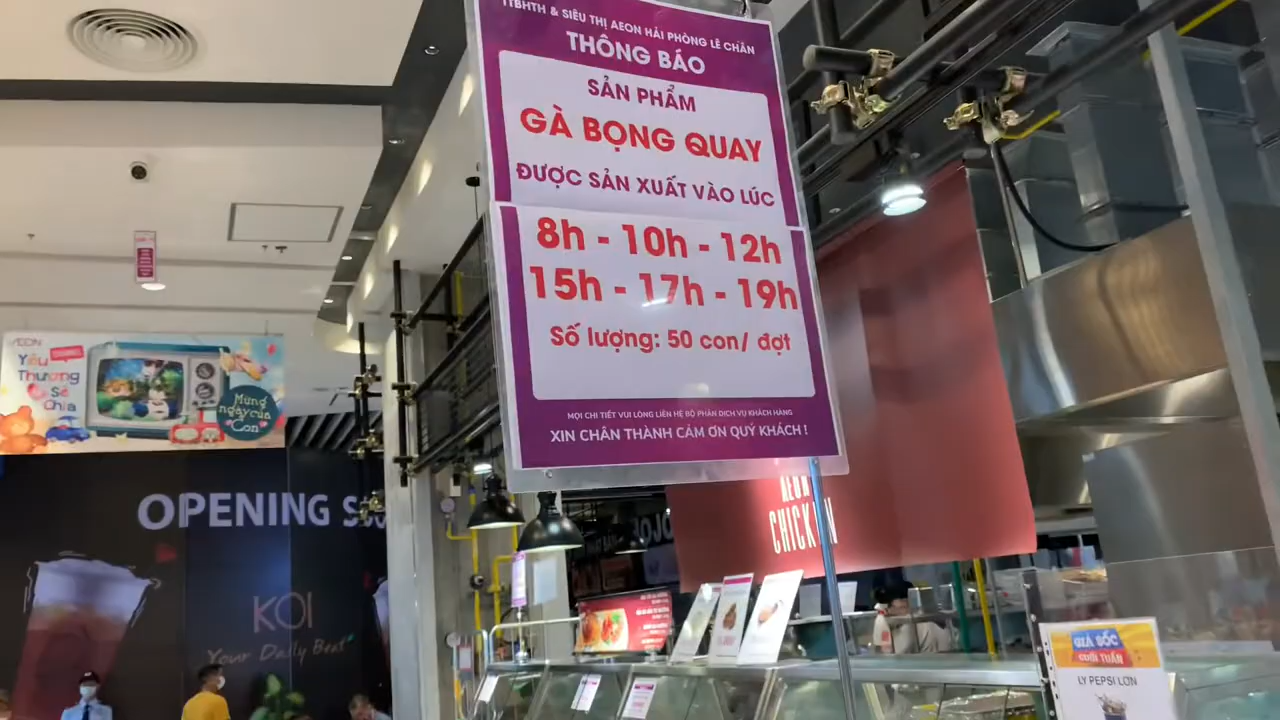 TTBHTH & SIÊU THỊ AEON HẢI PHÒNG LÊ CHÂN
THÔNG BÁO
SẢN PHẨM
GÀ BỌNG QUAY
ĐƯỢC SẢN XUẤT VÀO LÚC
8h - 10h - 12h
15h - 17h - 19h
Số lượng: 50 con/ đợt
MỌI CHI TIẾT VUI LÒNG LIÊN HỆ BỘ PHẬN DỊCH VỤ KHÁCH HÀNG
XIN CHÂN THÀNH CẢM ƠN QUÝ KHÁCH !
AEON
Yêu
Thương
Sẻ
Chia
Mừng
ngày của
Con
OPENING
KOI
Your Daily Beat
AEON
CHICKEN
GIÁ SỐC
CUỐI TUẦN
LY PEPSI LỚN